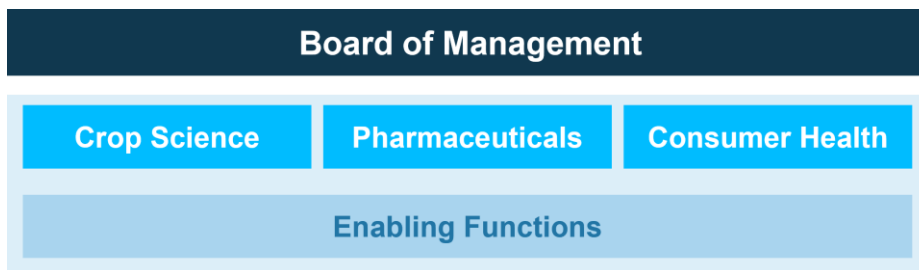 Board of Management
Crop Science
Pharmaceuticals
Consumer Health
Enabling Functions